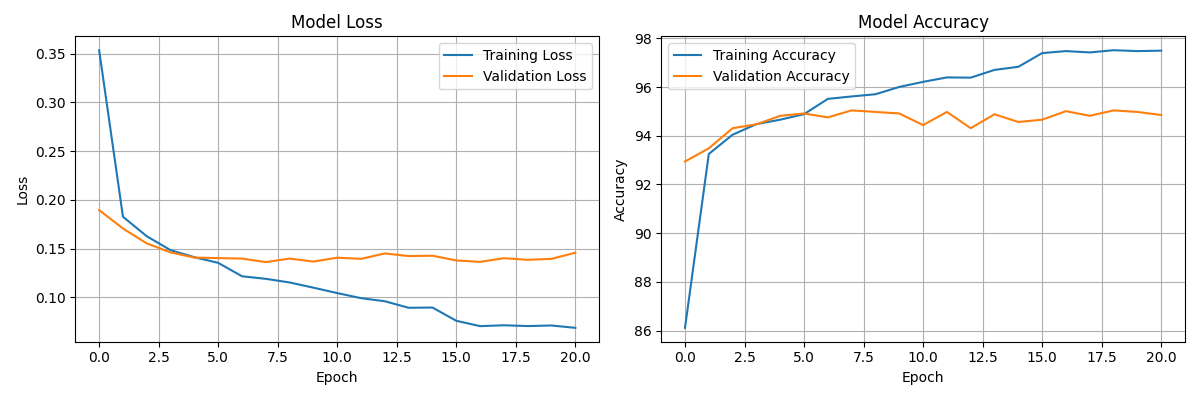 Model Loss
Training Loss
Validation Loss
Loss
0.35
0.30
0.25
0.20
0.15
0.10
0.0 2.5 5.0 7.5 10.0 12.5 15.0 17.5 20.0
Epoch
Model Accuracy
Training Accuracy
Validation Accuracy
Accuracy
98
96
94
92
90
88
86
0.0 2.5 5.0 7.5 10.0 12.5 15.0 17.5 20.0
Epoch